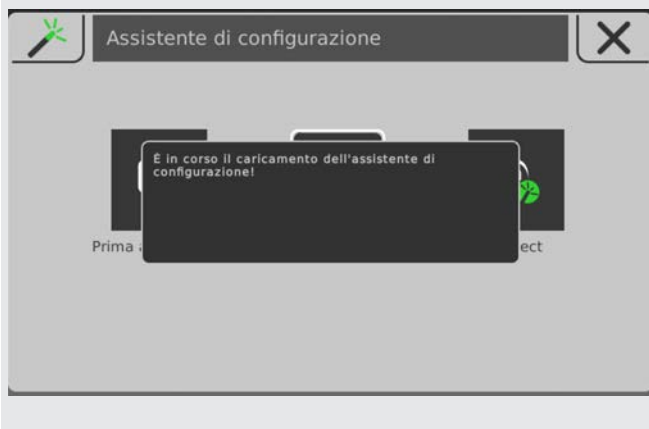 Assistente di configurazione
É in corso il caricamento dell'assistente di
configurazione!
Prima
ect